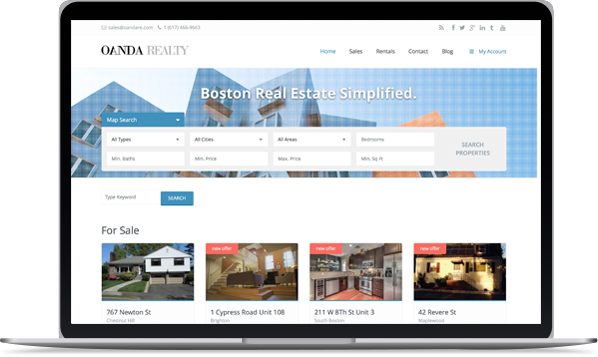 sales@oandare.com 1 (617) 466-9643
OANDA REALTY
Home Sales Rentals Contact Blog My Account
Boston Real Estate Simplified.
Map Search
All Types All Cities All Areas Bedrooms
SEARCH PROPERTIES
Min. Baths Min. Price Max. Price Min. Sq Ft
Type Keyword SEARCH
For Sale
new offer new offer new offer
767 Newton St 1 Cypress Road Unit 108 211 W 8Th St Unit 3 42 Revere St
Chestnut Hill Brighton South Boston Maplewood